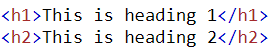 <h1>This is heading 1</h1>
<h2>This is heading 2</h2>